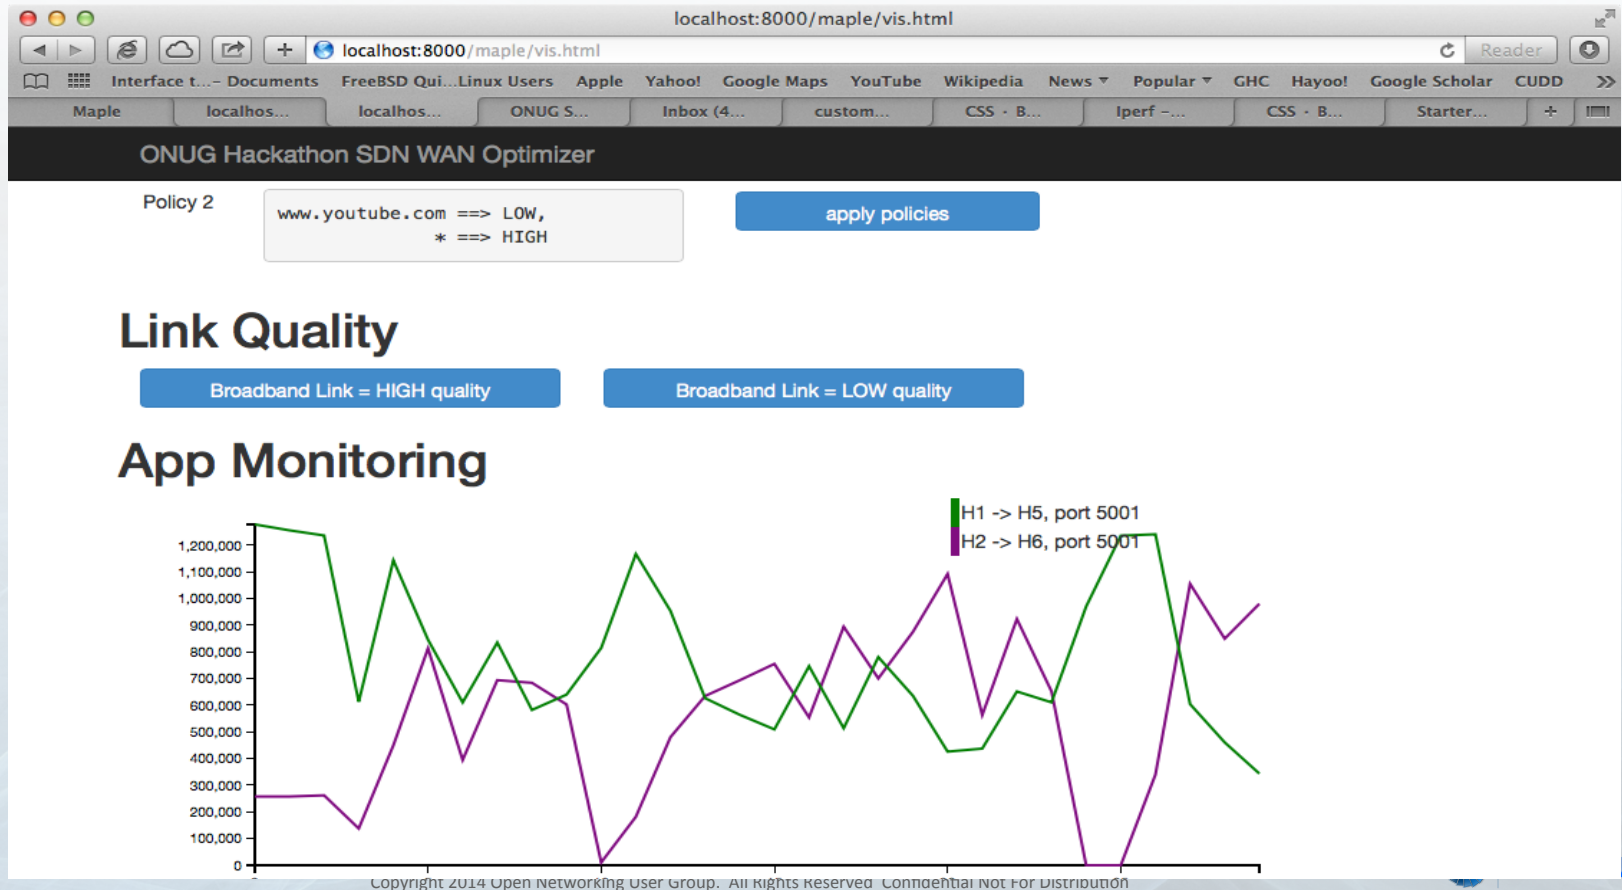 localhost:8000/maple/vis.html
localhost:8000/maple/vis.html
Reader
Interface t...– Documents FreeBSD Qui...Linux Users Apple Yahoo! Google Maps YouTube Wikipedia News Popular GHC Hayoo! Google Scholar CUDD
Maple localhos... localhos... ONUG S... Inbox (4... custom... CSS · B... Iperf –... CSS · B... Starter...
ONUG Hackathon SDN WAN Optimizer
Policy 2
www.youtube.com ==> LOW,
* ==> HIGH
apply policies
Link Quality
Broadband Link = HIGH quality
Broadband Link = LOW quality
App Monitoring
H1 -> H5, port 5001
H2 -> H6, port 5001
1,200,000
1,100,000
1,000,000
900,000
800,000
700,000
600,000
500,000
400,000
300,000
200,000
100,000
0
Copyright 2014 Open Networking User Group. All Rights Reserved Confidential Not For Distribution